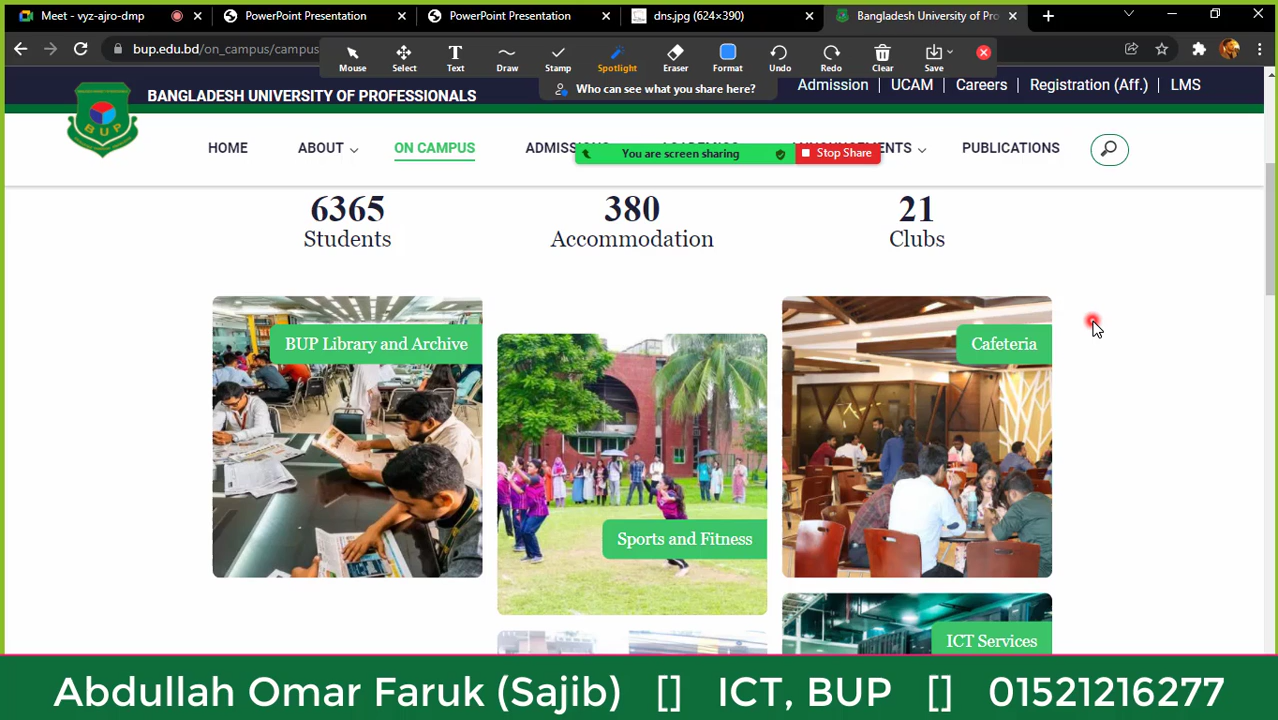 Meet - vyz-ajro-dmp
PowerPoint Presentation
PowerPoint Presentation
dns.jpg (624×390)
Bangladesh University of Pro
bup.edu.bd/on_campus/campus
Mouse
Select
Text
Draw
Stamp
Spotlight
Eraser
Format
Undo
Redo
Clear
Save
Who can see what you share here?
BUP
BANGLADESH UNIVERSITY OF PROFESSIONALS
Admission
UCAM
Careers
Registration (Aff.)
LMS
HOME
ABOUT
ON CAMPUS
PUBLICATIONS
You are screen sharing
Stop Share
6365
Students
380
Accommodation
21
Clubs
BUP Library and Archive
Sports and Fitness
Cafeteria
ICT Services
Abdullah Omar Faruk (Sajib) [] ICT, BUP [] 01521216277